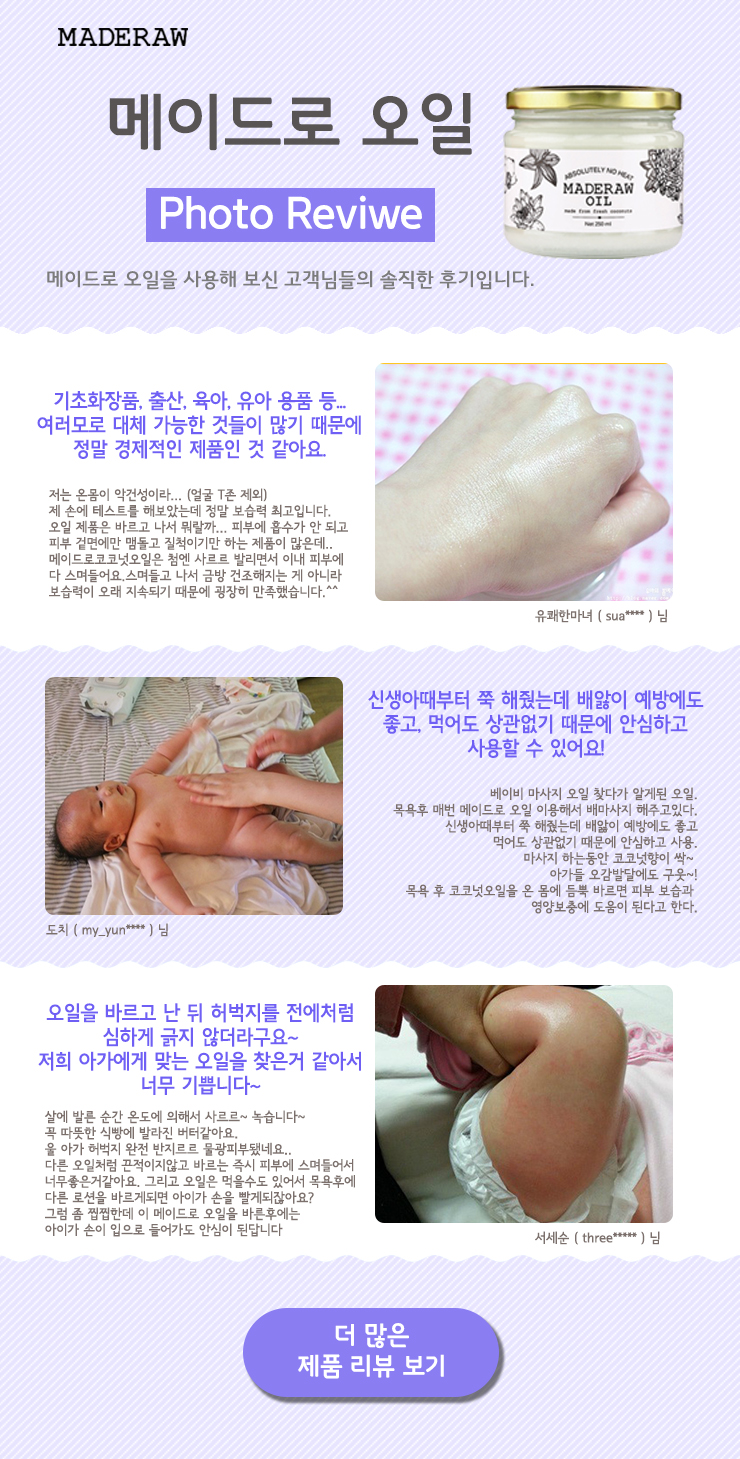 MADERAW
메이드로 오일
ABSOLUTELY NO HEAT
MADERAW
OIL
made from fresh coconuts
Net 250 ml
Photo Reviwe
메이드로 오일을 사용해 보신 고객님들의 솔직한 후기입니다.
기초화장품, 출산, 육아, 유아 용품 등...
여러모로 대체 가능한 것들이 많기 때문에
정말 경제적인 제품인 것 같아요.
저는 온몸이 악건성이라... (얼굴 T존 제외)
제 손에 테스트를 해보았는데 정말 보습력 최고입니다.
오일 제품은 바르고 나서 뭐랄까... 피부에 흡수가 안 되고
피부 겉면에만 맴돌고 질척이기만 하는 제품이 많은데..
메이드로코코넛오일은 첨엔 사르르 발리면서 이내 피부에
다 스며들어요.스며들고 나서 금방 건조해지는 게 아니라
보습력이 오래 지속되기 때문에 굉장히 만족했습니다.^^
유쾌한마녀 ( sua**** ) 님
신생아때부터 쭉 해줬는데 배앓이 예방에도
좋고, 먹어도 상관없기 때문에 안심하고
사용할 수 있어요!
베이비 마사지 오일 찾다가 알게된 오일.
목욕후 매번 메이드로 오일 이용해서 배마사지 해주고있다.
신생아때부터 쭉 해줬는데 배앓이 예방에도 좋고
먹어도 상관없기 때문에 안심하고 사용.
마사지 하는동안 코코넛향이 싹~
아가들 오감발달에도 구웃~!
목욕 후 코코넛오일을 온 몸에 듬뿍 바르면 피부 보습과
영양보충에 도움이 된다고 한다.
도치 ( my_yun**** ) 님
오일을 바르고 난 뒤 허벅지를 전에처럼
심하게 긁지 않더라구요~
저희 아가에게 맞는 오일을 찾은거 같아서
너무 기쁩니다~
살에 발른 순간 온도에 의해서 사르르~ 녹습니다~
꼭 따뜻한 식빵에 발라진 버터같아요.
울 아가 허벅지 완전 반지르르 물광피부됐네요..
다른 오일처럼 끈적이지않고 바르는 즉시 피부에 스며들어서
너무좋은거같아요. 그리고 오일은 먹을수도 있어서 목욕후에
다른 로션을 바르게되면 아이가 손을 빨게되잖아요?
그럼 좀 찝찝한데 이 메이드로 오일을 바른후에는
아이가 손이 입으로 들어가도 안심이 된답니다
서세순 ( three***** ) 님
더 많은
제품 리뷰 보기